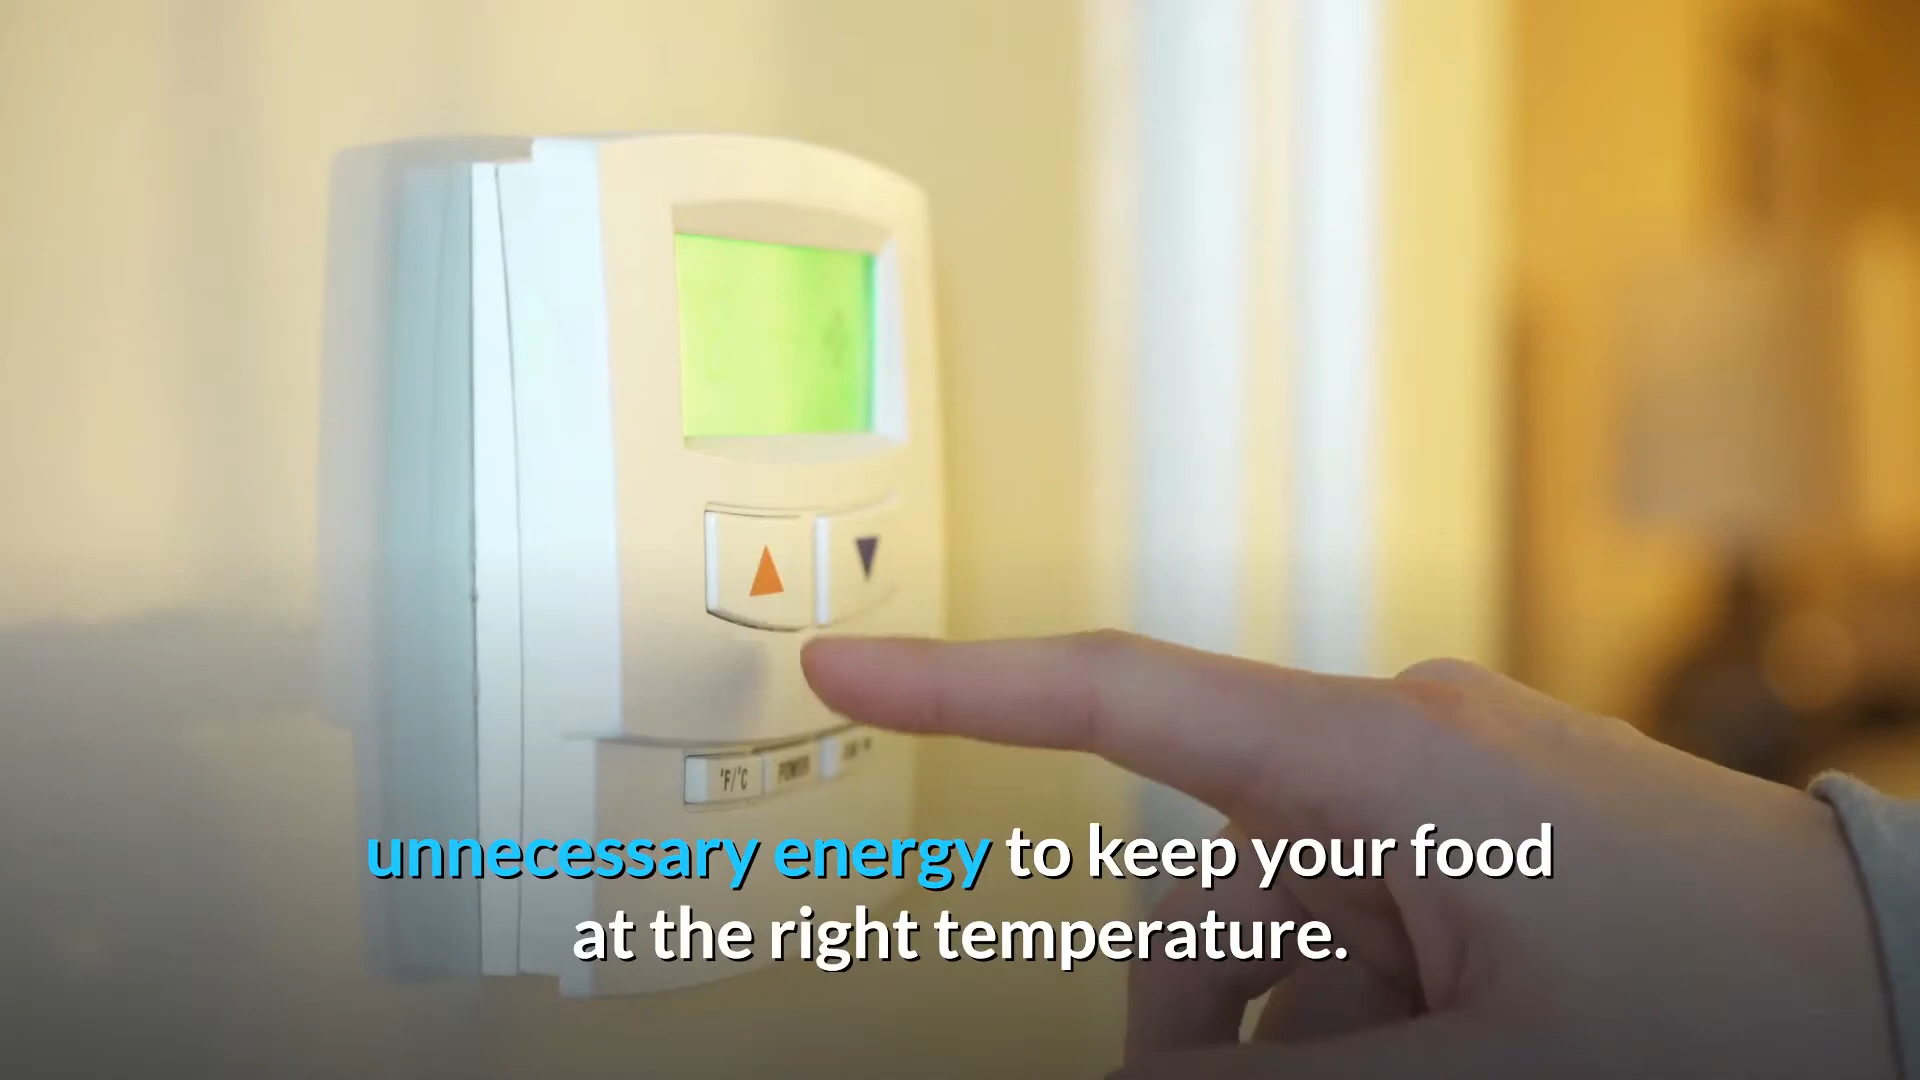 °F/°C
POWER
unnecessary energy to keep your food
at the right temperature.